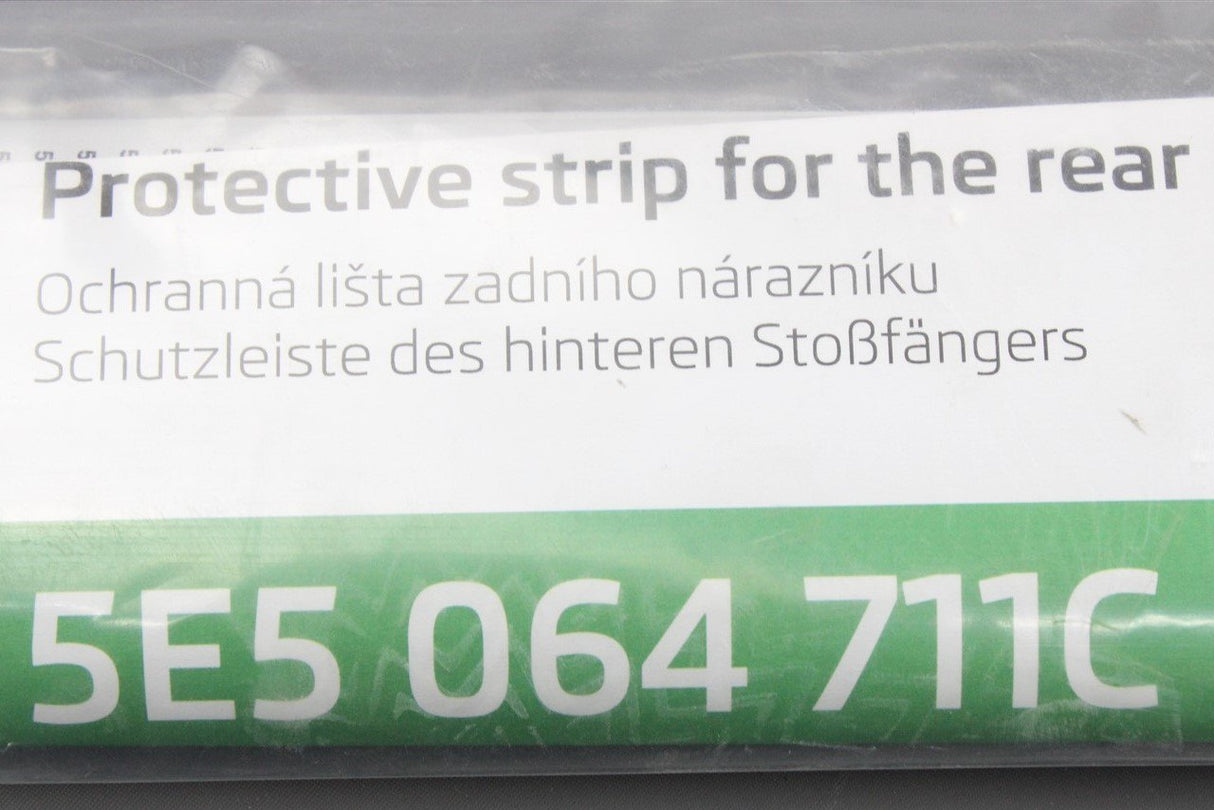 Protective strip for the rear
Ochranná lišta zadního nárazníku
Schutzleiste des hinteren Stoßfängers
5E5 064 711C